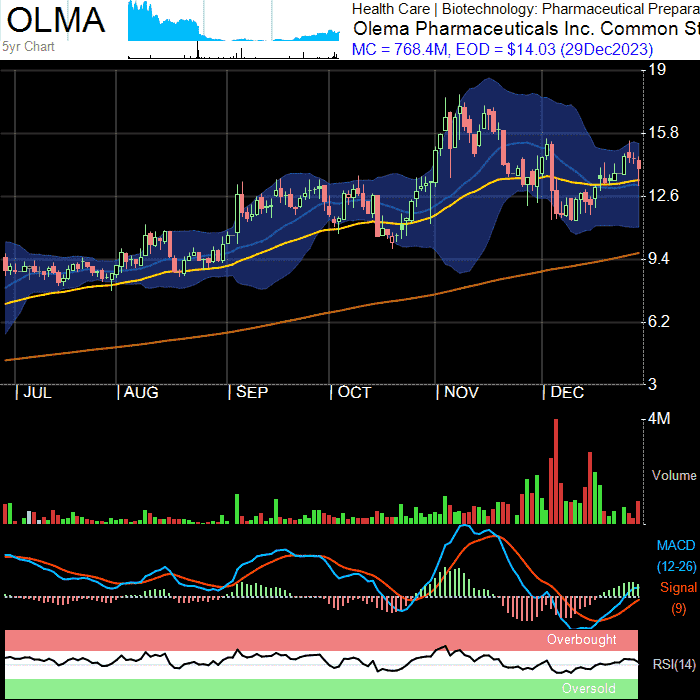 OLMA
5yr Chart
Health Care | Biotechnology: Pharmaceutical Prepara
Olema Pharmaceuticals Inc. Common St
MC = 768.4M, EOD = $14.03 (29Dec2023)
19
15.8
12.6
9.4
6.2
3
| JUL | AUG | SEP | OCT | NOV | DEC
4M
Volume
MACD
(12-26)
Signal
(9)
Overbought
RSI(14)
Oversold